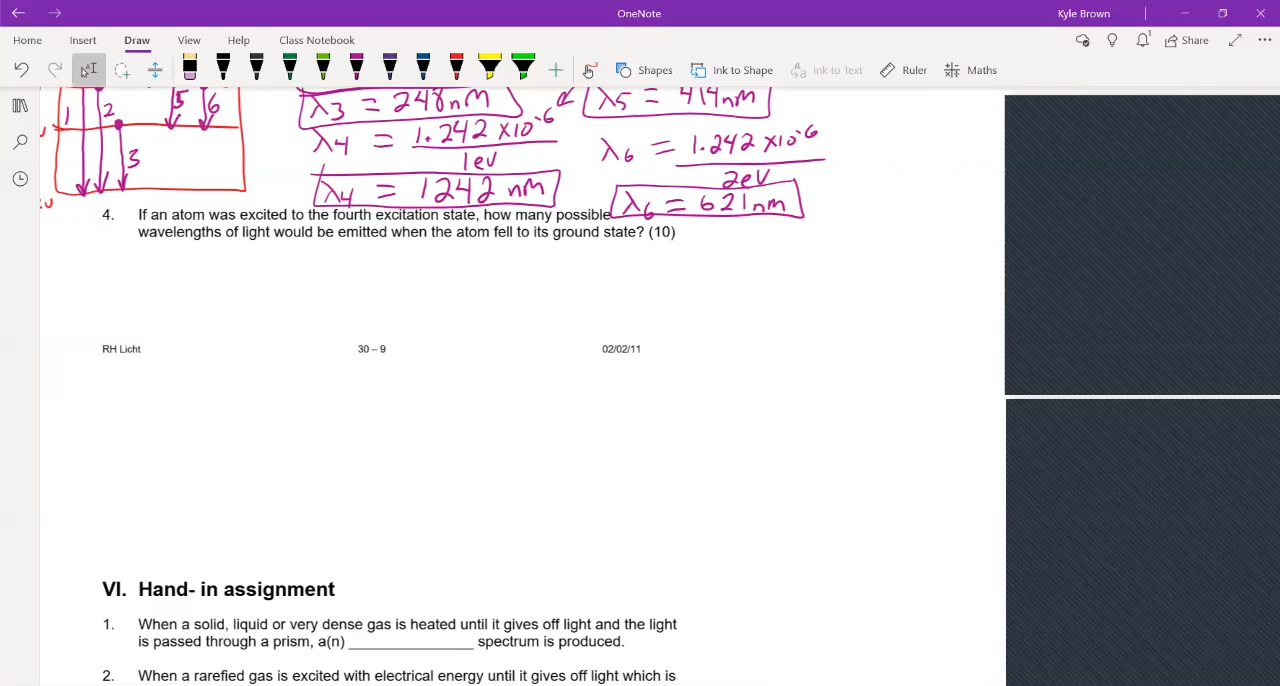 OneNote
Kyle Brown
Home Insert Draw View Help Class Notebook
Share
Shapes Ink to Shape Ink to Text Ruler Maths
1 2 5 6
λ3 = 248nm
λ5 = 414nm
3
λ4 = 1.242 x10-6
1ev
λ6 = 1.242 x10-6
2ev
λ4 = 1242 nm
λ6 = 621nm
4. If an atom was excited to the fourth excitation state, how many possible
wavelengths of light would be emitted when the atom fell to its ground state? (10)
RH Licht 30 – 9 02/02/11
VI. Hand- in assignment
1. When a solid, liquid or very dense gas is heated until it gives off light and the light
is passed through a prism, a(n) _______________ spectrum is produced.
2. When a rarefied gas is excited with electrical energy until it gives off light which is